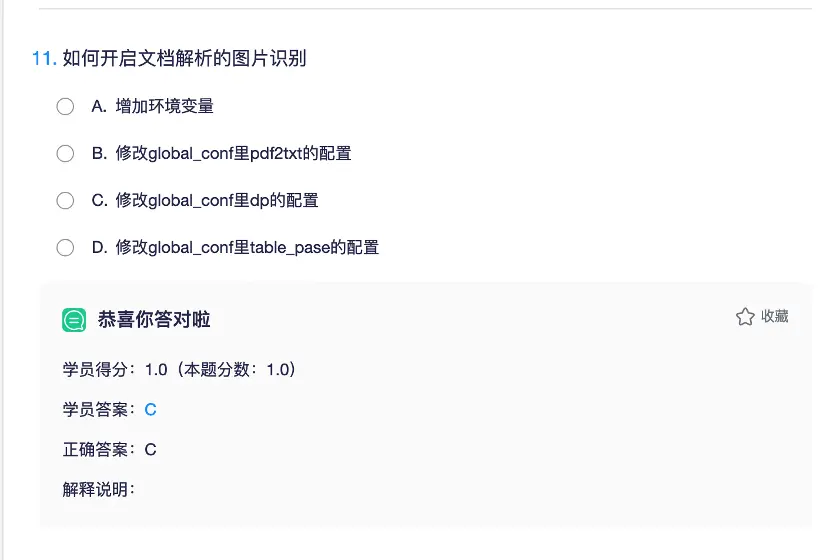 11. 如何开启文档解析的图片识别
A. 增加环境变量
B. 修改global_conf里pdf2txt的配置
C. 修改global_conf里dp的配置
D. 修改global_conf里table_pase的配置
恭喜你答对啦
收藏
学员得分：1.0（本题分数：1.0）
学员答案：C
正确答案：C
解释说明：